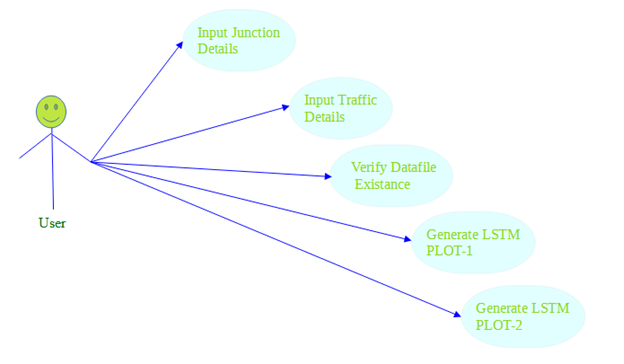 Input Junction
Details
Input Traffic
Details
Verify Datafile
Existance
User
Generate LSTM
PLOT-1
Generate LSTM
PLOT-2